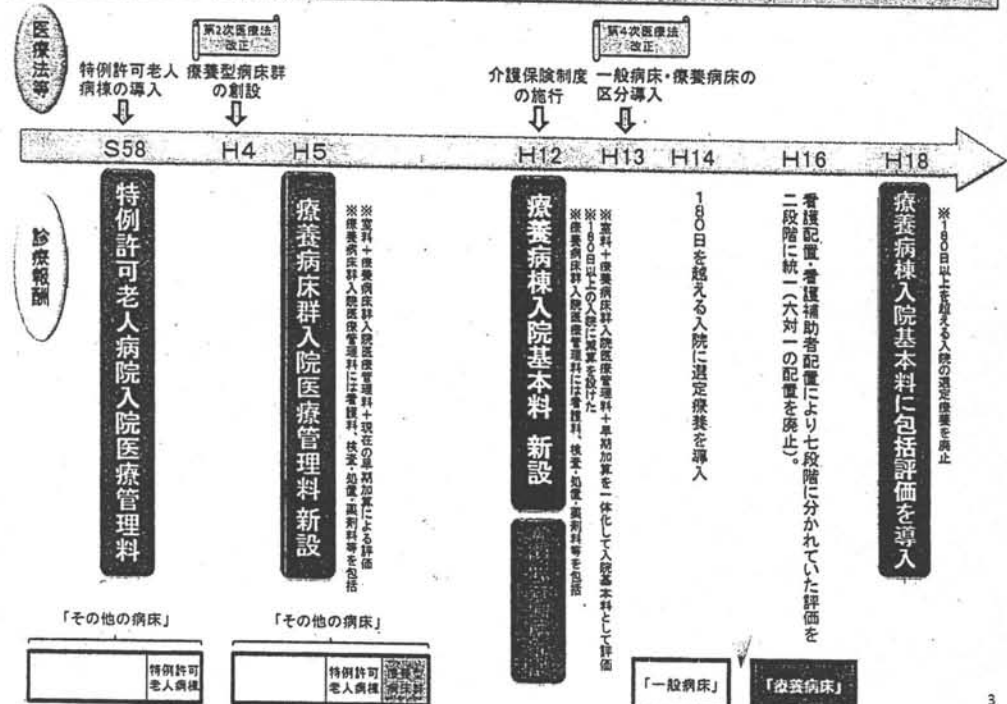 医療法等
第2次医療法
改正
第4次医療法
改正
特例許可老人
病棟の導入
療養型病床群
の創設
介護保険制度
の施行
一般病床・療養病床の
区分導入
S58
H4
H5
H12
H13
H14
H16
H18
診療報酬
特例許可老人病院入院医療管理料
療養病床群入院医療管理料 新設
※室料+療養病床群入院医療管理料+現在の早期加算による評価
※療養病床群入院医療管理料には看護料、検査・処置・薬剤料等を包括
療養病棟入院基本料 新設
※室料+療養病床群入院医療管理料+早期加算を一体化して入院基本料として評価
※180日以上の入院に減算を設けた
※療養病床群入院医療管理料には看護料、検査・処置・薬剤料等を包括
180日を越える入院に選定療養を導入
看護配置・看護補助者配置により七段階に分かれていた評価を
二段階に統一(六対一の配置を廃止)。
療養病棟入院基本料に包括評価を導入
※180日以上を超える入院の選定療養を廃止
「その他の病床」
特例許可
老人病棟
「その他の病床」
特例許可
老人病棟
療養型
病床群
「一般病床」
「療養病床」
3